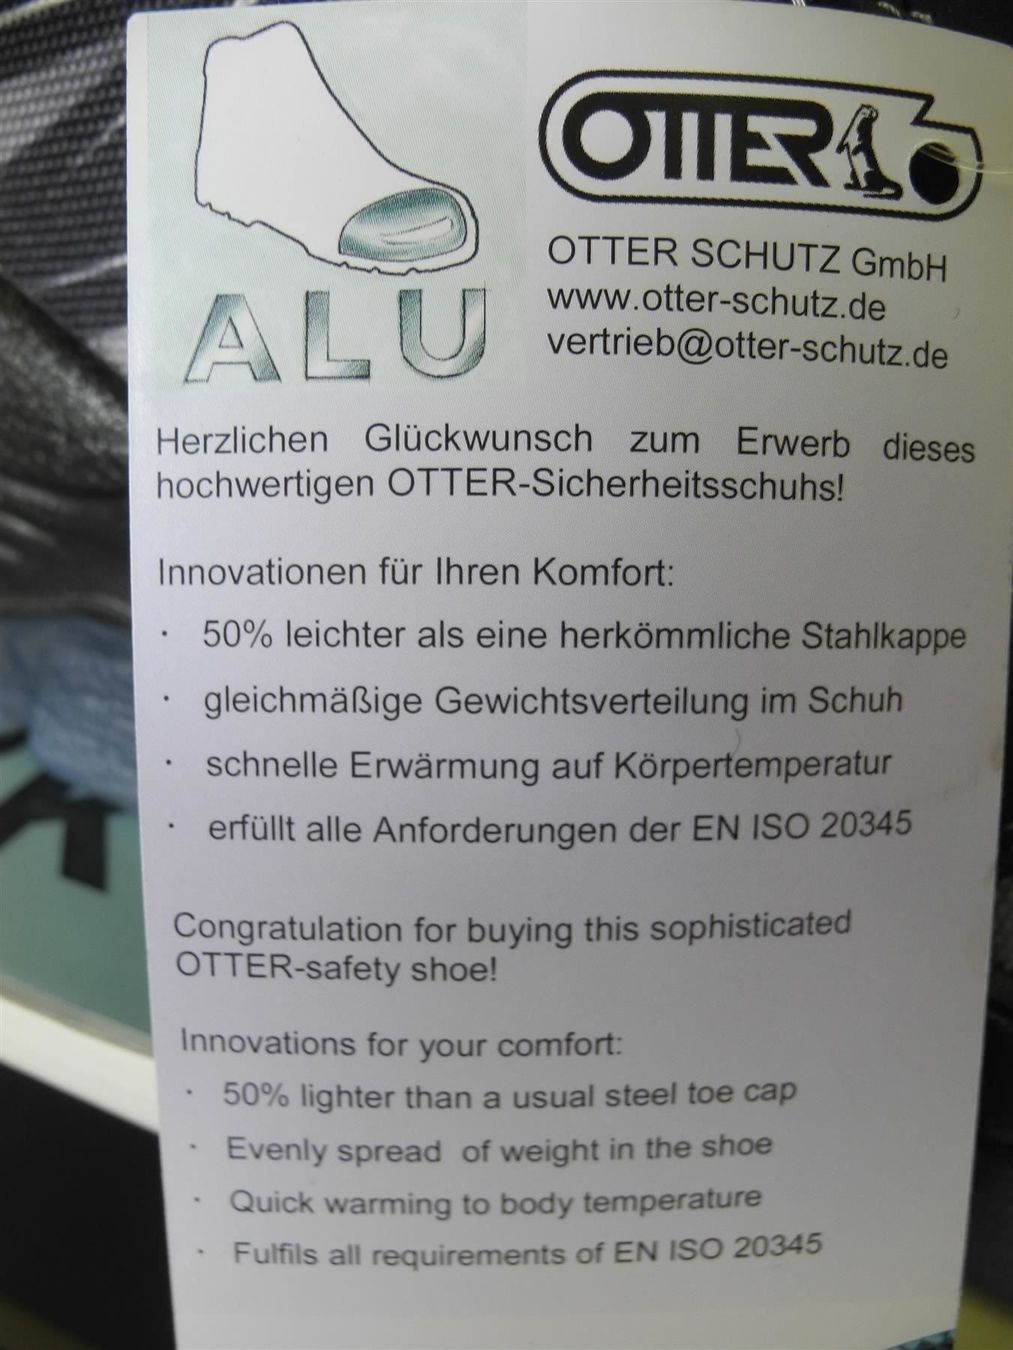 OTTER
ALU
OTTER SCHUTZ GmbH
www.otter-schutz.de
vertrieb@otter-schutz.de
Herzlichen Glückwunsch zum Erwerb dieses
hochwertigen OTTER-Sicherheitsschuhs!
Innovationen für Ihren Komfort:
· 50% leichter als eine herkömmliche Stahlkappe
· gleichmäßige Gewichtsverteilung im Schuh
· schnelle Erwärmung auf Körpertemperatur
· erfüllt alle Anforderungen der EN ISO 20345
Congratulation for buying this sophisticated
OTTER-safety shoe!
Innovations for your comfort:
· 50% lighter than a usual steel toe cap
· Evenly spread of weight in the shoe
· Quick warming to body temperature
· Fulfils all requirements of EN ISO 20345